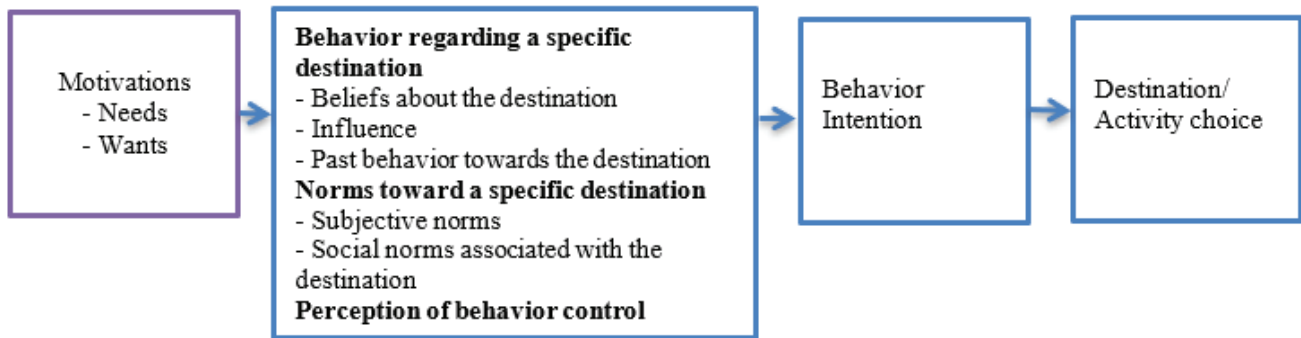 Motivations
- Needs
- Wants
Behavior regarding a specific
destination
- Beliefs about the destination
- Influence
- Past behavior towards the destination
Norms toward a specific destination
- Subjective norms
- Social norms associated with the
destination
Perception of behavior control
Behavior
Intention
Destination/
Activity choice